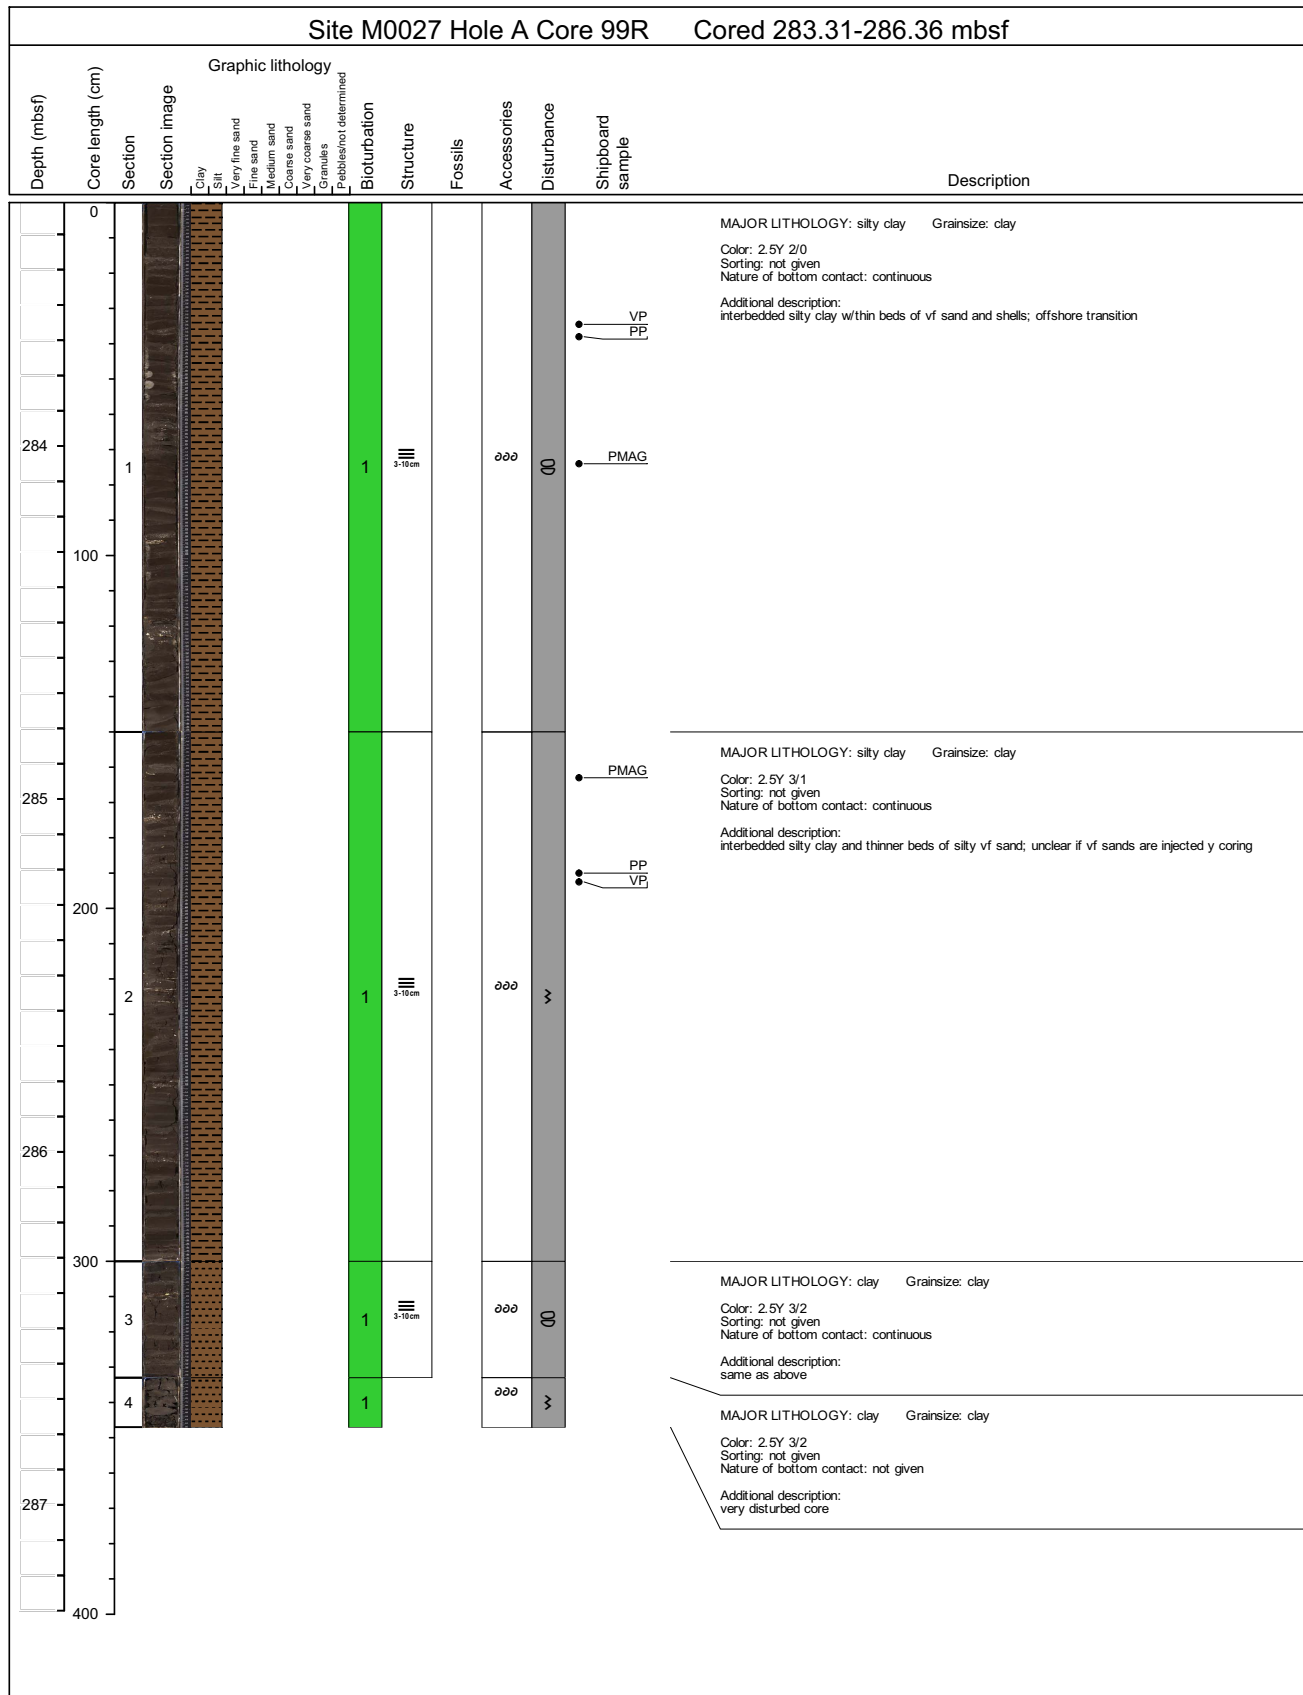 Site M0027 Hole A Core 99R Cored 283.31-286.36 mbsf
Graphic lithology
Depth (mbsf)
Core length (cm)
Section
Section image
Clay
Silt
Very fine sand
Fine sand
Medium sand
Coarse sand
Very coarse sand
Granules
Pebbles/not determined
Bioturbation
Structure
Fossils
Accessories
Disturbance
Shipboard sample
Description
0
MAJOR LITHOLOGY: silty clay Grainsize: clay
Color: 2.5Y 2/0
Sorting: not given
Nature of bottom contact: continuous
Additional description:
interbedded silty clay w/thin beds of vf sand and shells; offshore transition
VP
PP
284
1
1
3-10cm
PMAG
100
MAJOR LITHOLOGY: silty clay Grainsize: clay
Color: 2.5Y 3/1
Sorting: not given
Nature of bottom contact: continuous
Additional description:
interbedded silty clay and thinner beds of silty vf sand; unclear if vf sands are injected y coring
PMAG
285
PP
VP
200
2
1
3-10cm
286
300
MAJOR LITHOLOGY: clay Grainsize: clay
Color: 2.5Y 3/2
Sorting: not given
Nature of bottom contact: continuous
Additional description:
same as above
3
1
3-10cm
4
1
MAJOR LITHOLOGY: clay Grainsize: clay
Color: 2.5Y 3/2
Sorting: not given
Nature of bottom contact: not given
Additional description:
very disturbed core
287
400